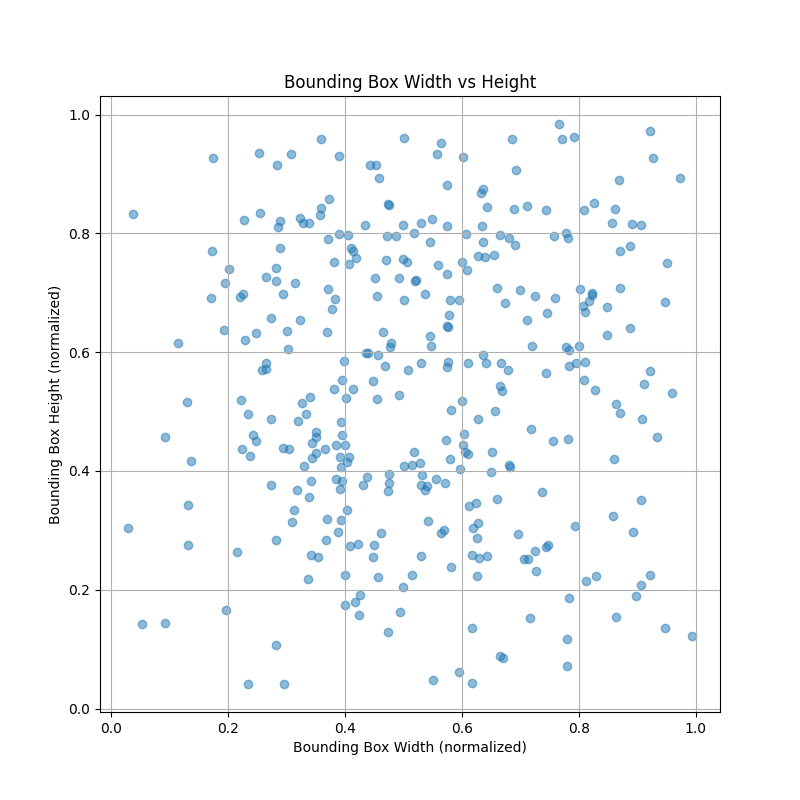 Bounding Box Width vs Height
1.0
0.8
0.6
0.4
0.2
0.0
Bounding Box Height (normalized)
0.0 0.2 0.4 0.6 0.8 1.0
Bounding Box Width (normalized)